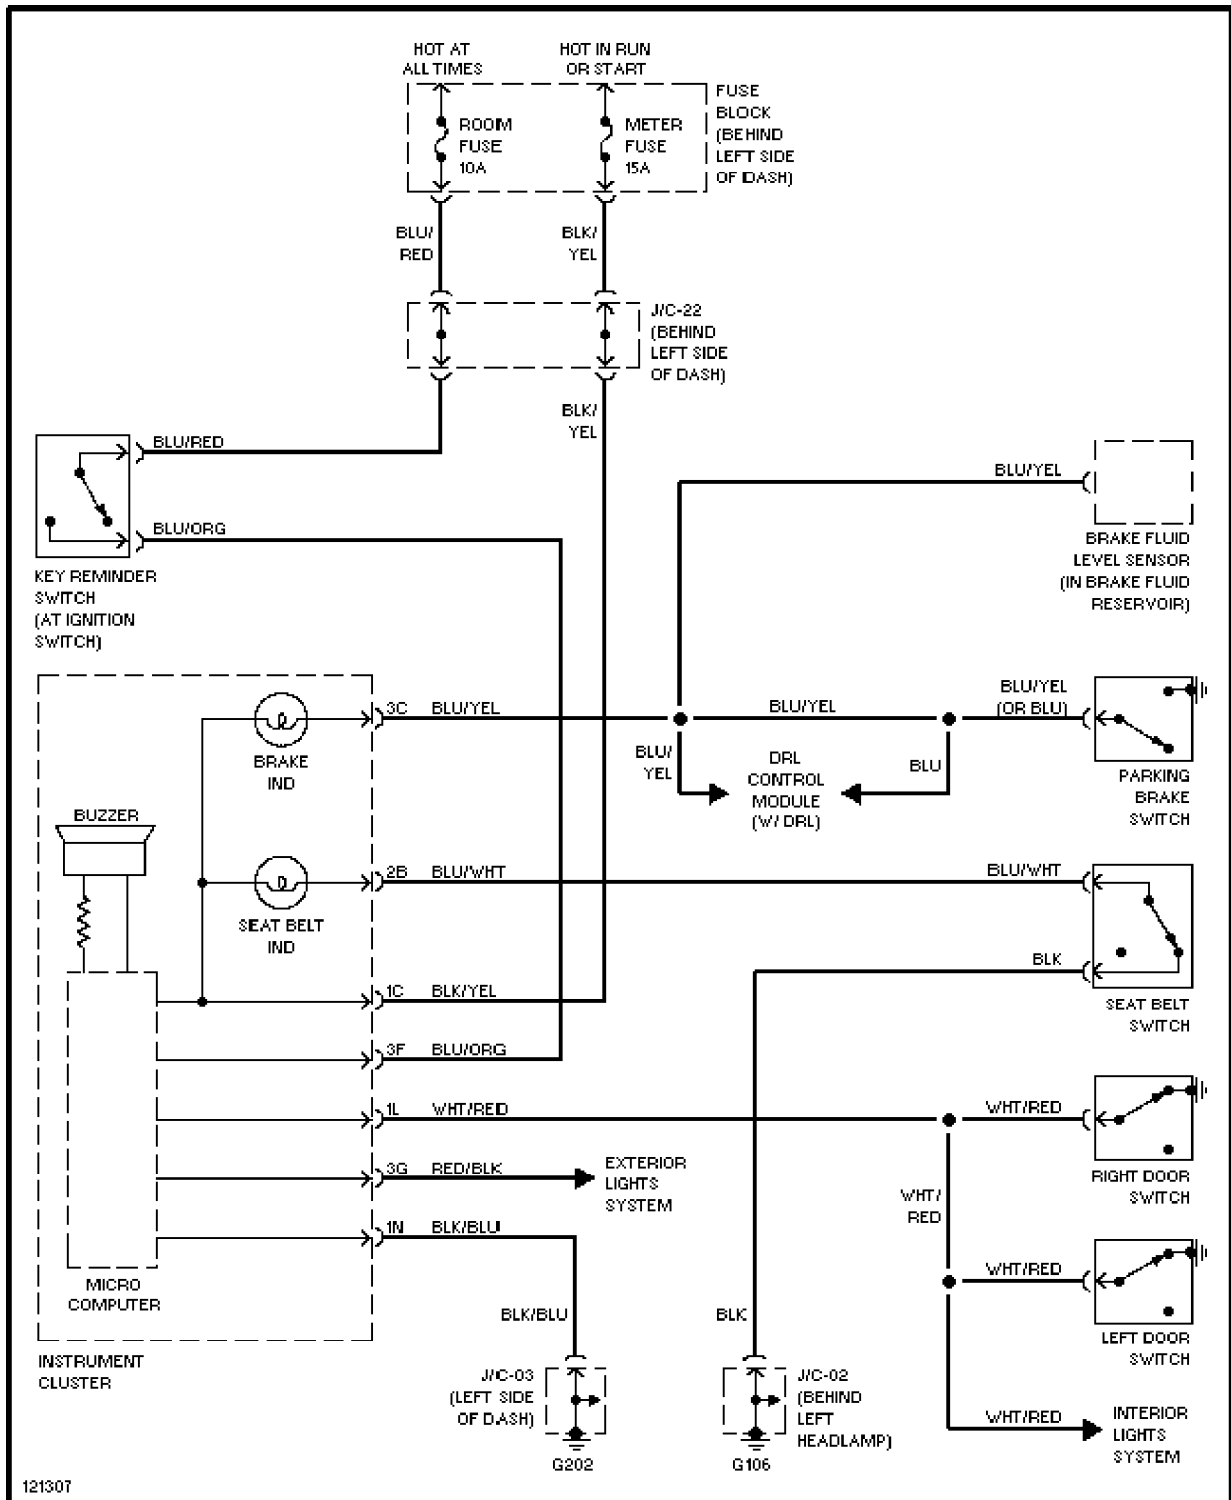 HOT AT
ALL TIMES
HOT IN RUN
OR START
ROOM
FUSE
10A
METER
FUSE
15A
FUSE
BLOCK
(BEHIND
LEFT SIDE
OF DASH)
BLU/
RED
BLK/
YEL
J/C-22
(BEHIND
LEFT SIDE
OF DASH)
BLK/
YEL
BLU/RED
BLU/ORG
KEY REMINDER
SWITCH
(AT IGNITION
SWITCH)
BLU/YEL
BRAKE FLUID
LEVEL SENSOR
(IN BRAKE FLUID
RESERVOIR)
3C BLU/YEL
BLU/YEL
BLU/YEL
(OR BLU)
BRAKE
IND
BLU/
YEL
DRL
CONTROL
MODULE
(W/ DRL)
BLU
PARKING
BRAKE
SWITCH
BUZZER
2B BLU/WHT
BLU/WHT
SEAT BELT
IND
BLK
SEAT BELT
SWITCH
1C BLK/YEL
3F BLU/ORG
1L WHT/RED
WHT/RED
RIGHT DOOR
SWITCH
3G RED/BLK
EXTERIOR
LIGHTS
SYSTEM
WHT/
RED
1N BLK/BLU
WHT/RED
LEFT DOOR
SWITCH
MICRO
COMPUTER
BLK/BLU
BLK
INSTRUMENT
CLUSTER
J/C-03
(LEFT SIDE
OF DASH)
G202
J/C-02
(BEHIND
LEFT
HEADLAMP)
G106
WHT/RED
INTERIOR
LIGHTS
SYSTEM
121307